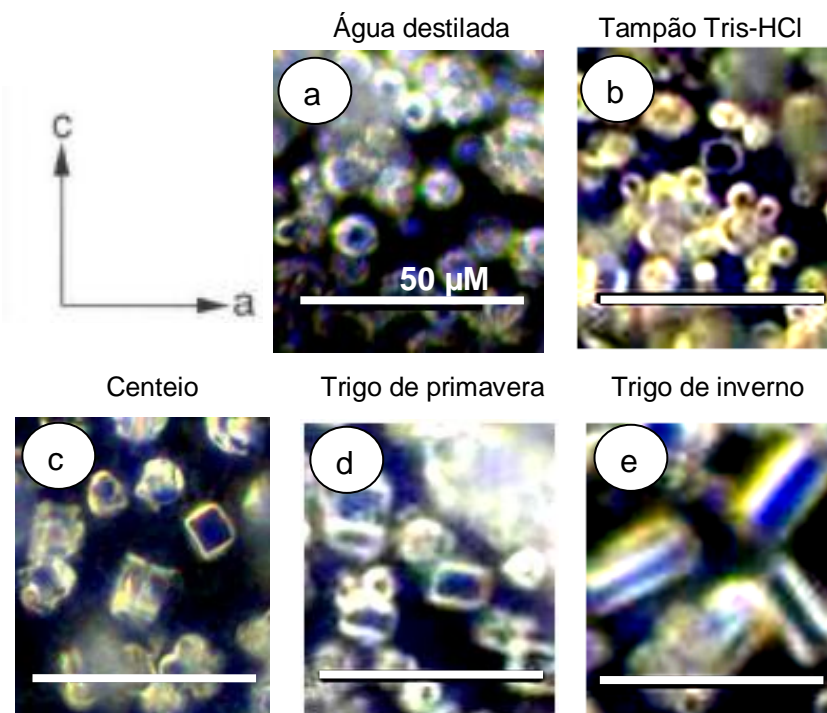 Água destilada
Tampão Tris-HCl
a
b
c
a
50 µM
Centeio
Trigo de primavera
Trigo de inverno
c
d
e